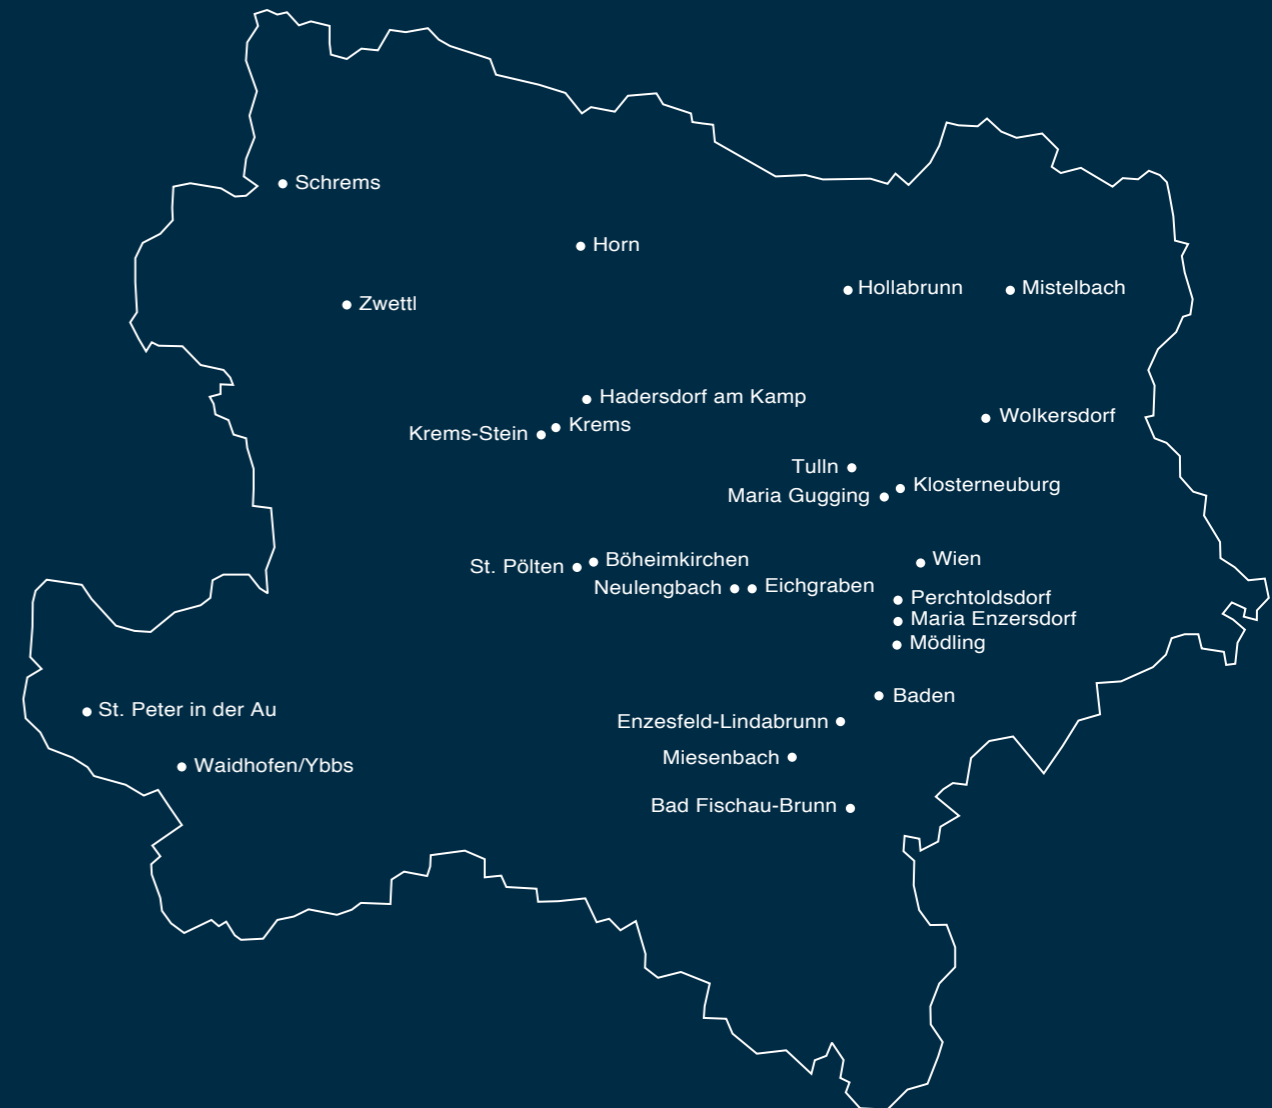 Schrems
Horn
Hollabrunn
Mistelbach
Zwettl
Hadersdorf am Kamp
Wolkersdorf
Krems
Krems-Stein
Tulln
Klosterneuburg
Maria Gugging
Wien
Böheimkirchen
St. Pölten
Eichgraben
Neulengbach
Perchtoldsdorf
Maria Enzersdorf
Mödling
Baden
St. Peter in der Au
Enzesfeld-Lindabrunn
Miesenbach
Waidhofen/Ybbs
Bad Fischau-Brunn